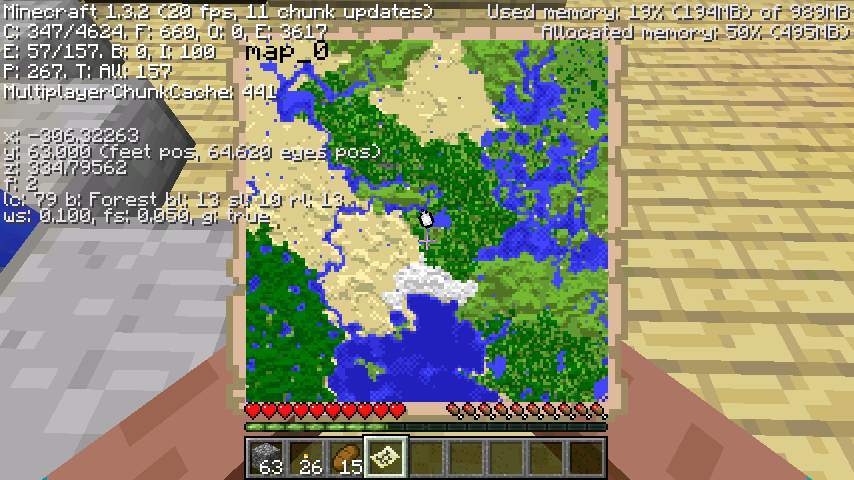 Minecraft 1.3.2 (20 fps, 11 chunk updates)
Used memory: 19% (194MB) of 989MB
C: 347/4624. F: 660, O: 0, E: 3617
Allocated memory: 50% (495MB)
E: 57/157. B: 0, I: 100
map_0
P: 267. T: All: 157
MultiplayerChunkCache: 441
x: -306.32263
y: 63.000 (feet pos, 64.620 eyes pos)
z: 334.79562
f: 2
lc: 79 b: Forest bl: 13 sl: 10 rl: 13
ws: 0.100, fs: 0.050, g: true
63 26 15